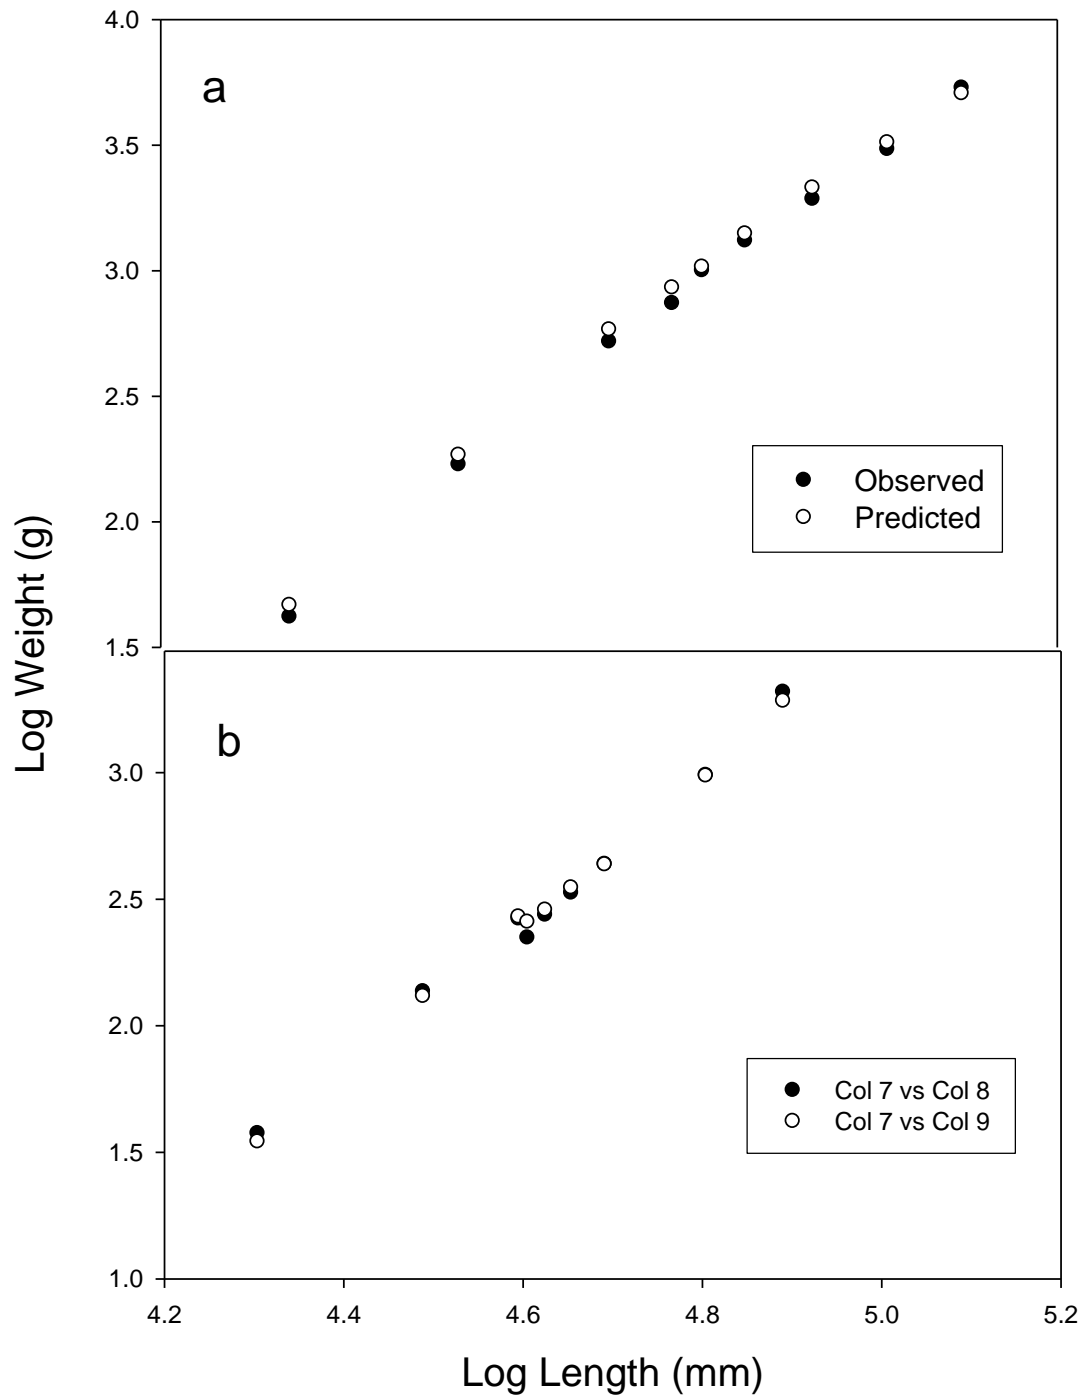 4.0
a
3.5
3.0
2.5
Observed
Predicted
2.0
1.5
Log Weight (g)
b
3.0
2.5
2.0
Col 7 vs Col 8
Col 7 vs Col 9
1.5
1.0
4.2 4.4 4.6 4.8 5.0 5.2
Log Length (mm)